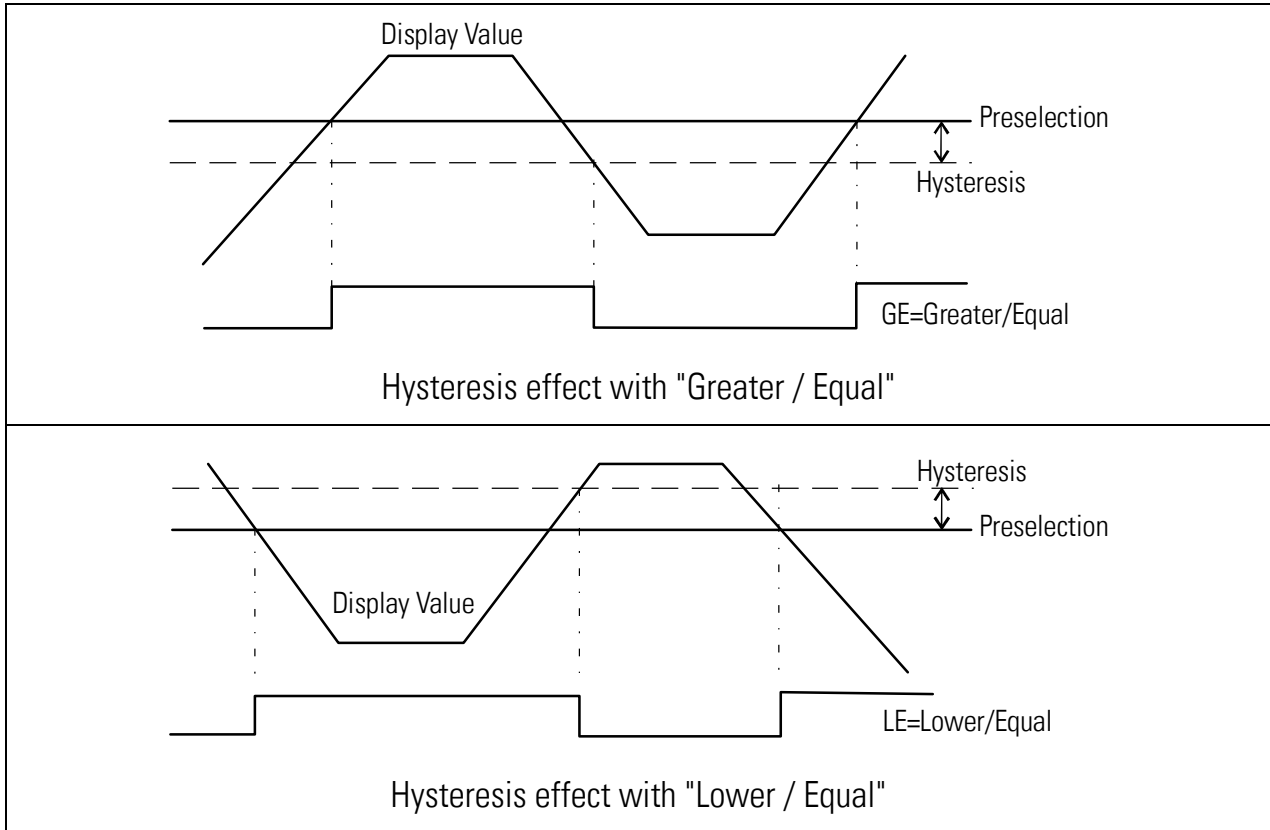 Display Value
Preselection
Hysteresis
GE=Greater/Equal
Hysteresis effect with "Greater / Equal"
Hysteresis
Preselection
Display Value
LE=Lower/Equal
Hysteresis effect with "Lower / Equal"